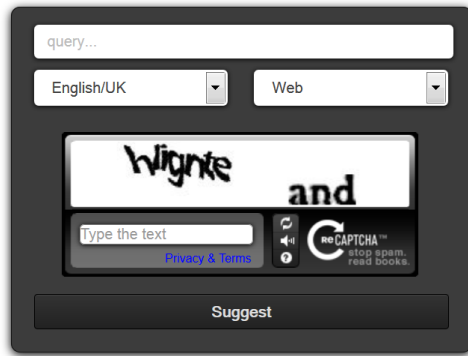 query...
English/UK Web
and
Type the text
Privacy & Terms
reCAPTCHA™
stop spam.
read books.
Suggest